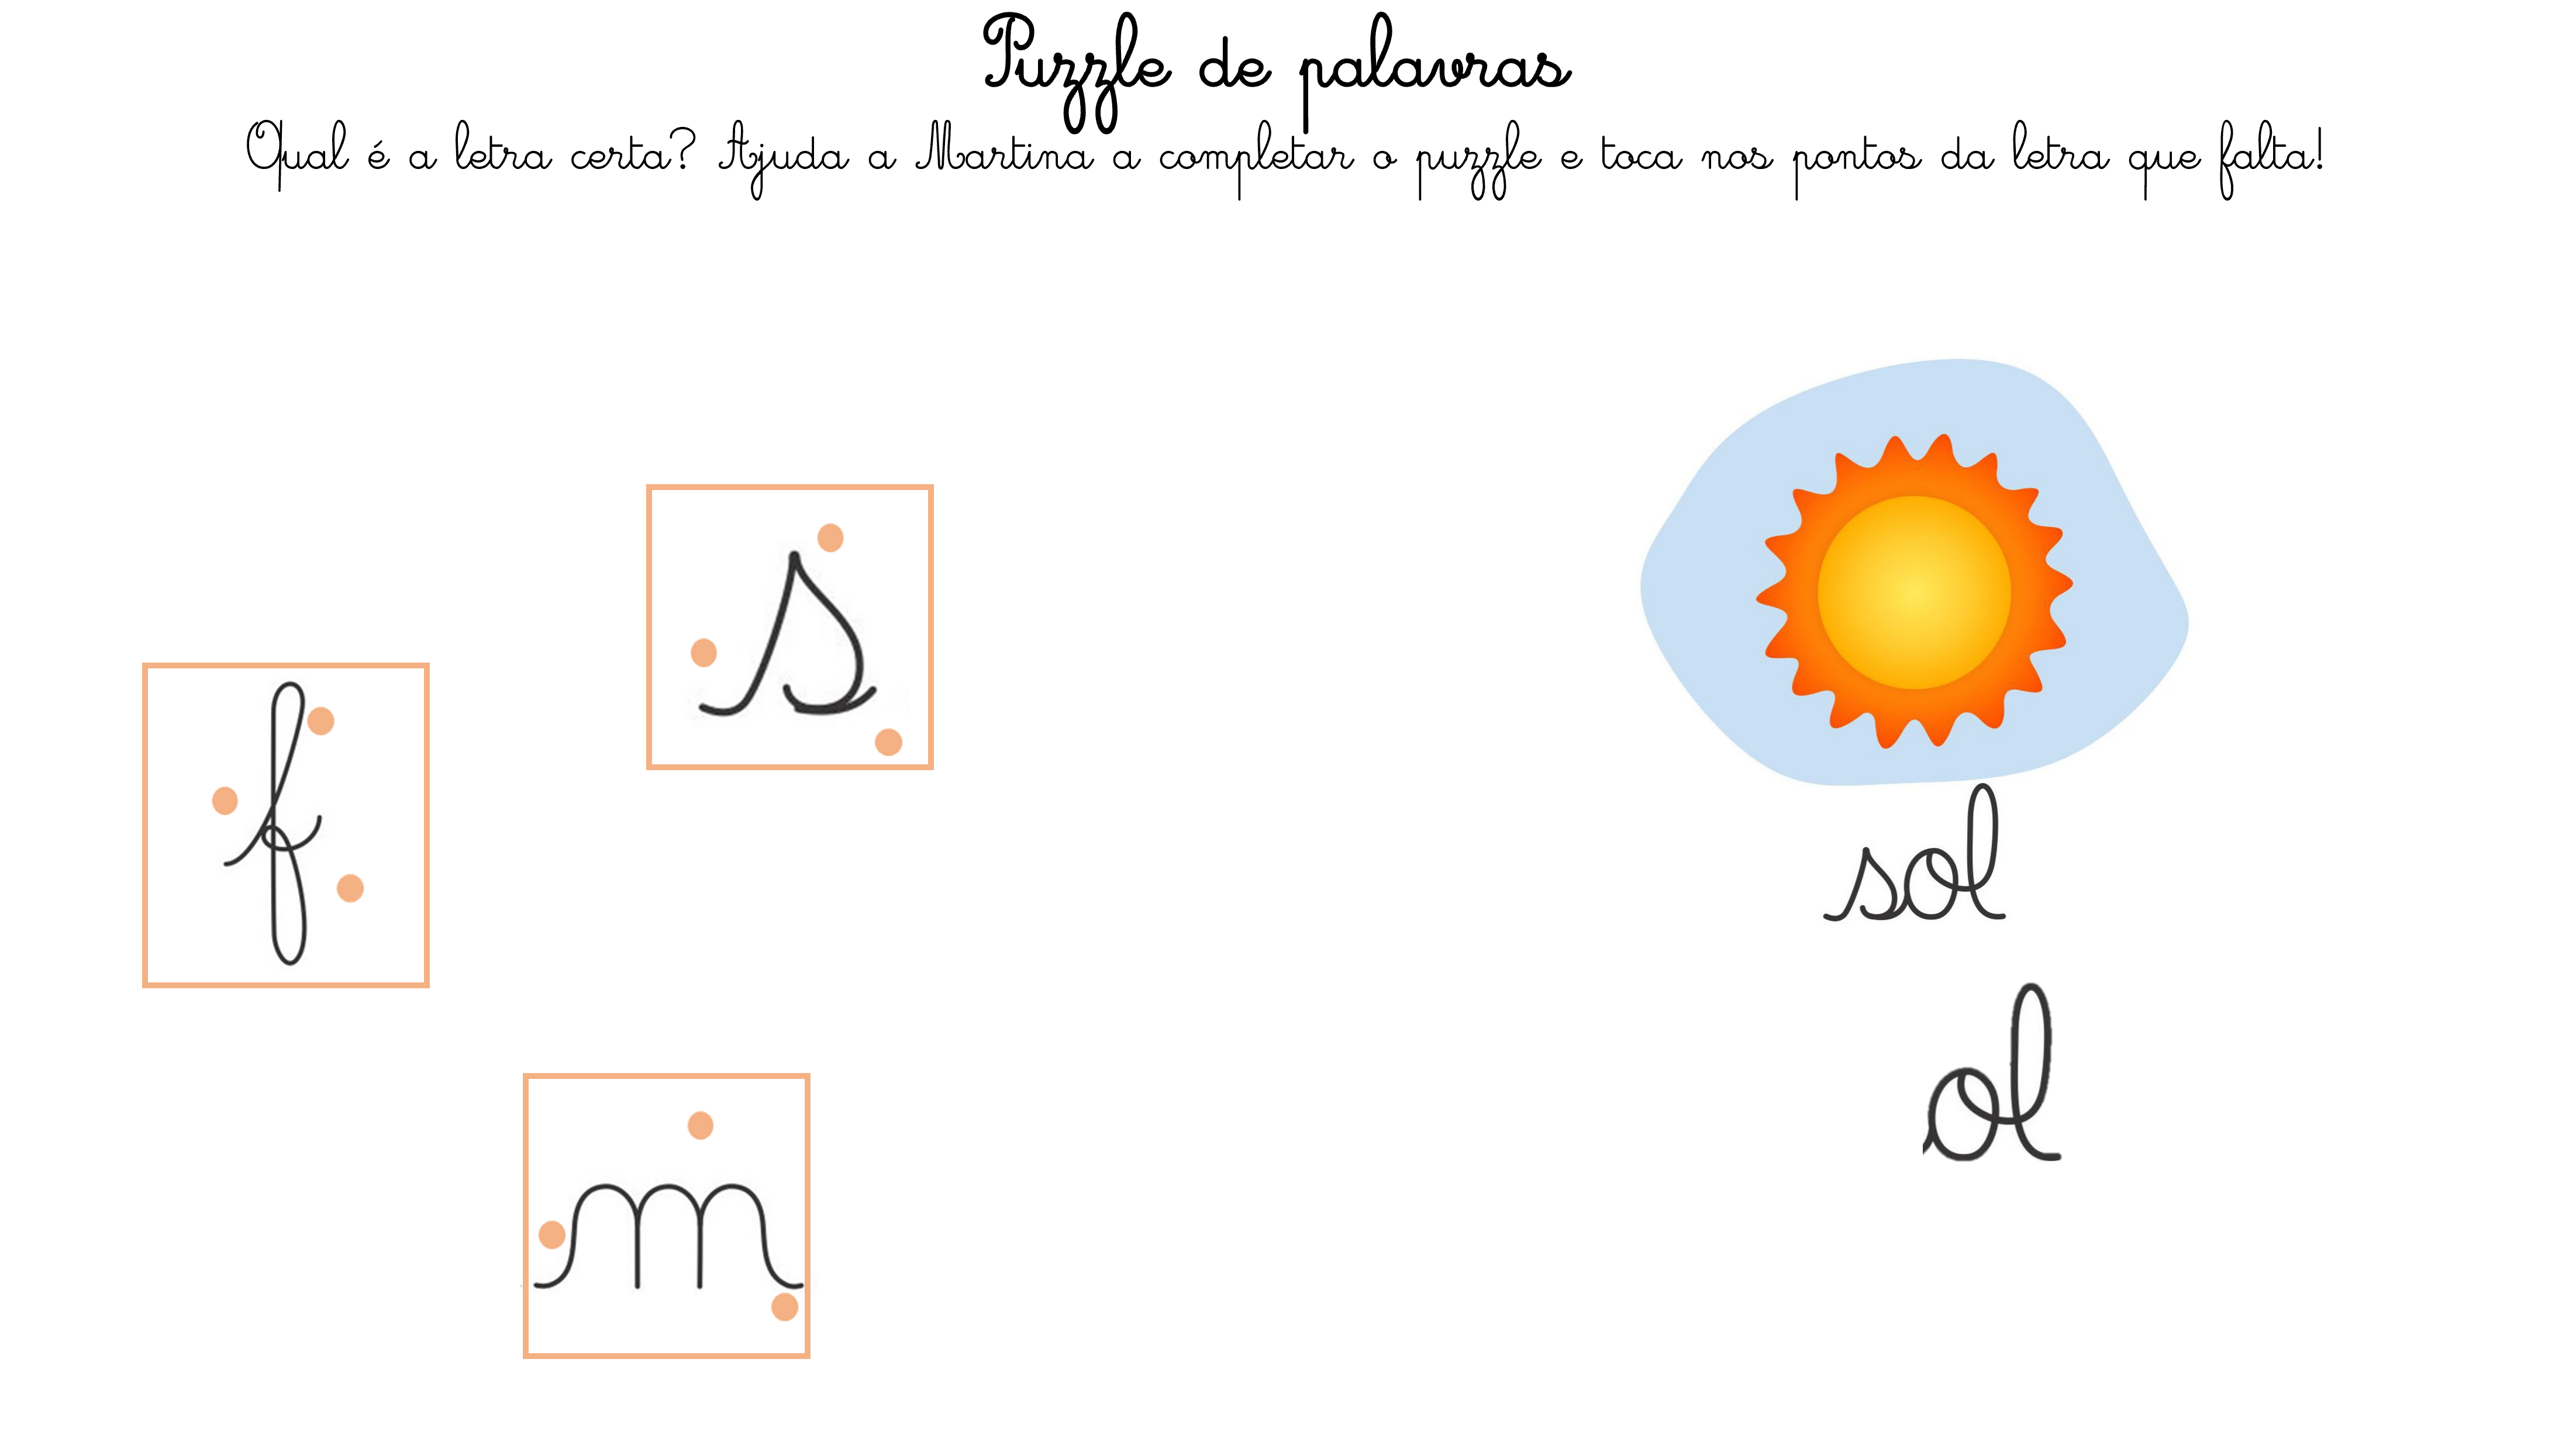 Puzzle de palavras
Qual é a letra certa? Ajuda a Martina a completar o puzzle e toca nos pontos da letra que falta!
s
f
sol
ol
m